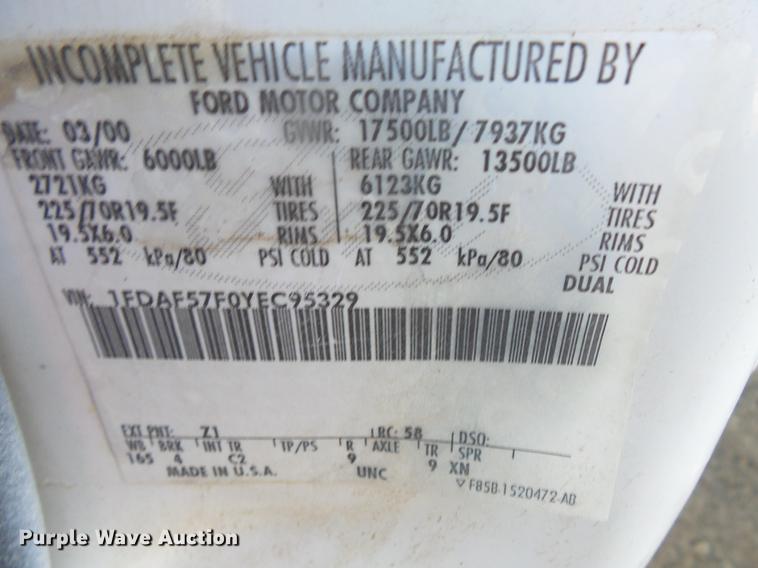 INCOMPLETE VEHICLE MANUFACTURED BY
FORD MOTOR COMPANY
DATE: 03/00 GVWR: 17500LB/7937KG
FRONT GAWR: 6000LB REAR GAWR: 13500LB
2721KG WITH 6123KG WITH
225/70R19.5F TIRES 225/70R19.5F TIRES
19.5X6.0 RIMS 19.5X6.0 RIMS
AT 552 kPa/80 PSI COLD AT 552 kPa/80 PSI COLD
DUAL
VIN: 1FDAF57F0YEC95329
EXT PNT: Z1 RC: 58 DSO:
WB BRK INT TR TP/PS R AXLE TR SPR
165 4 C2 9 9 XN
MADE IN U.S.A. UNC
F85B-1520472-AB
Purple Wave Auction